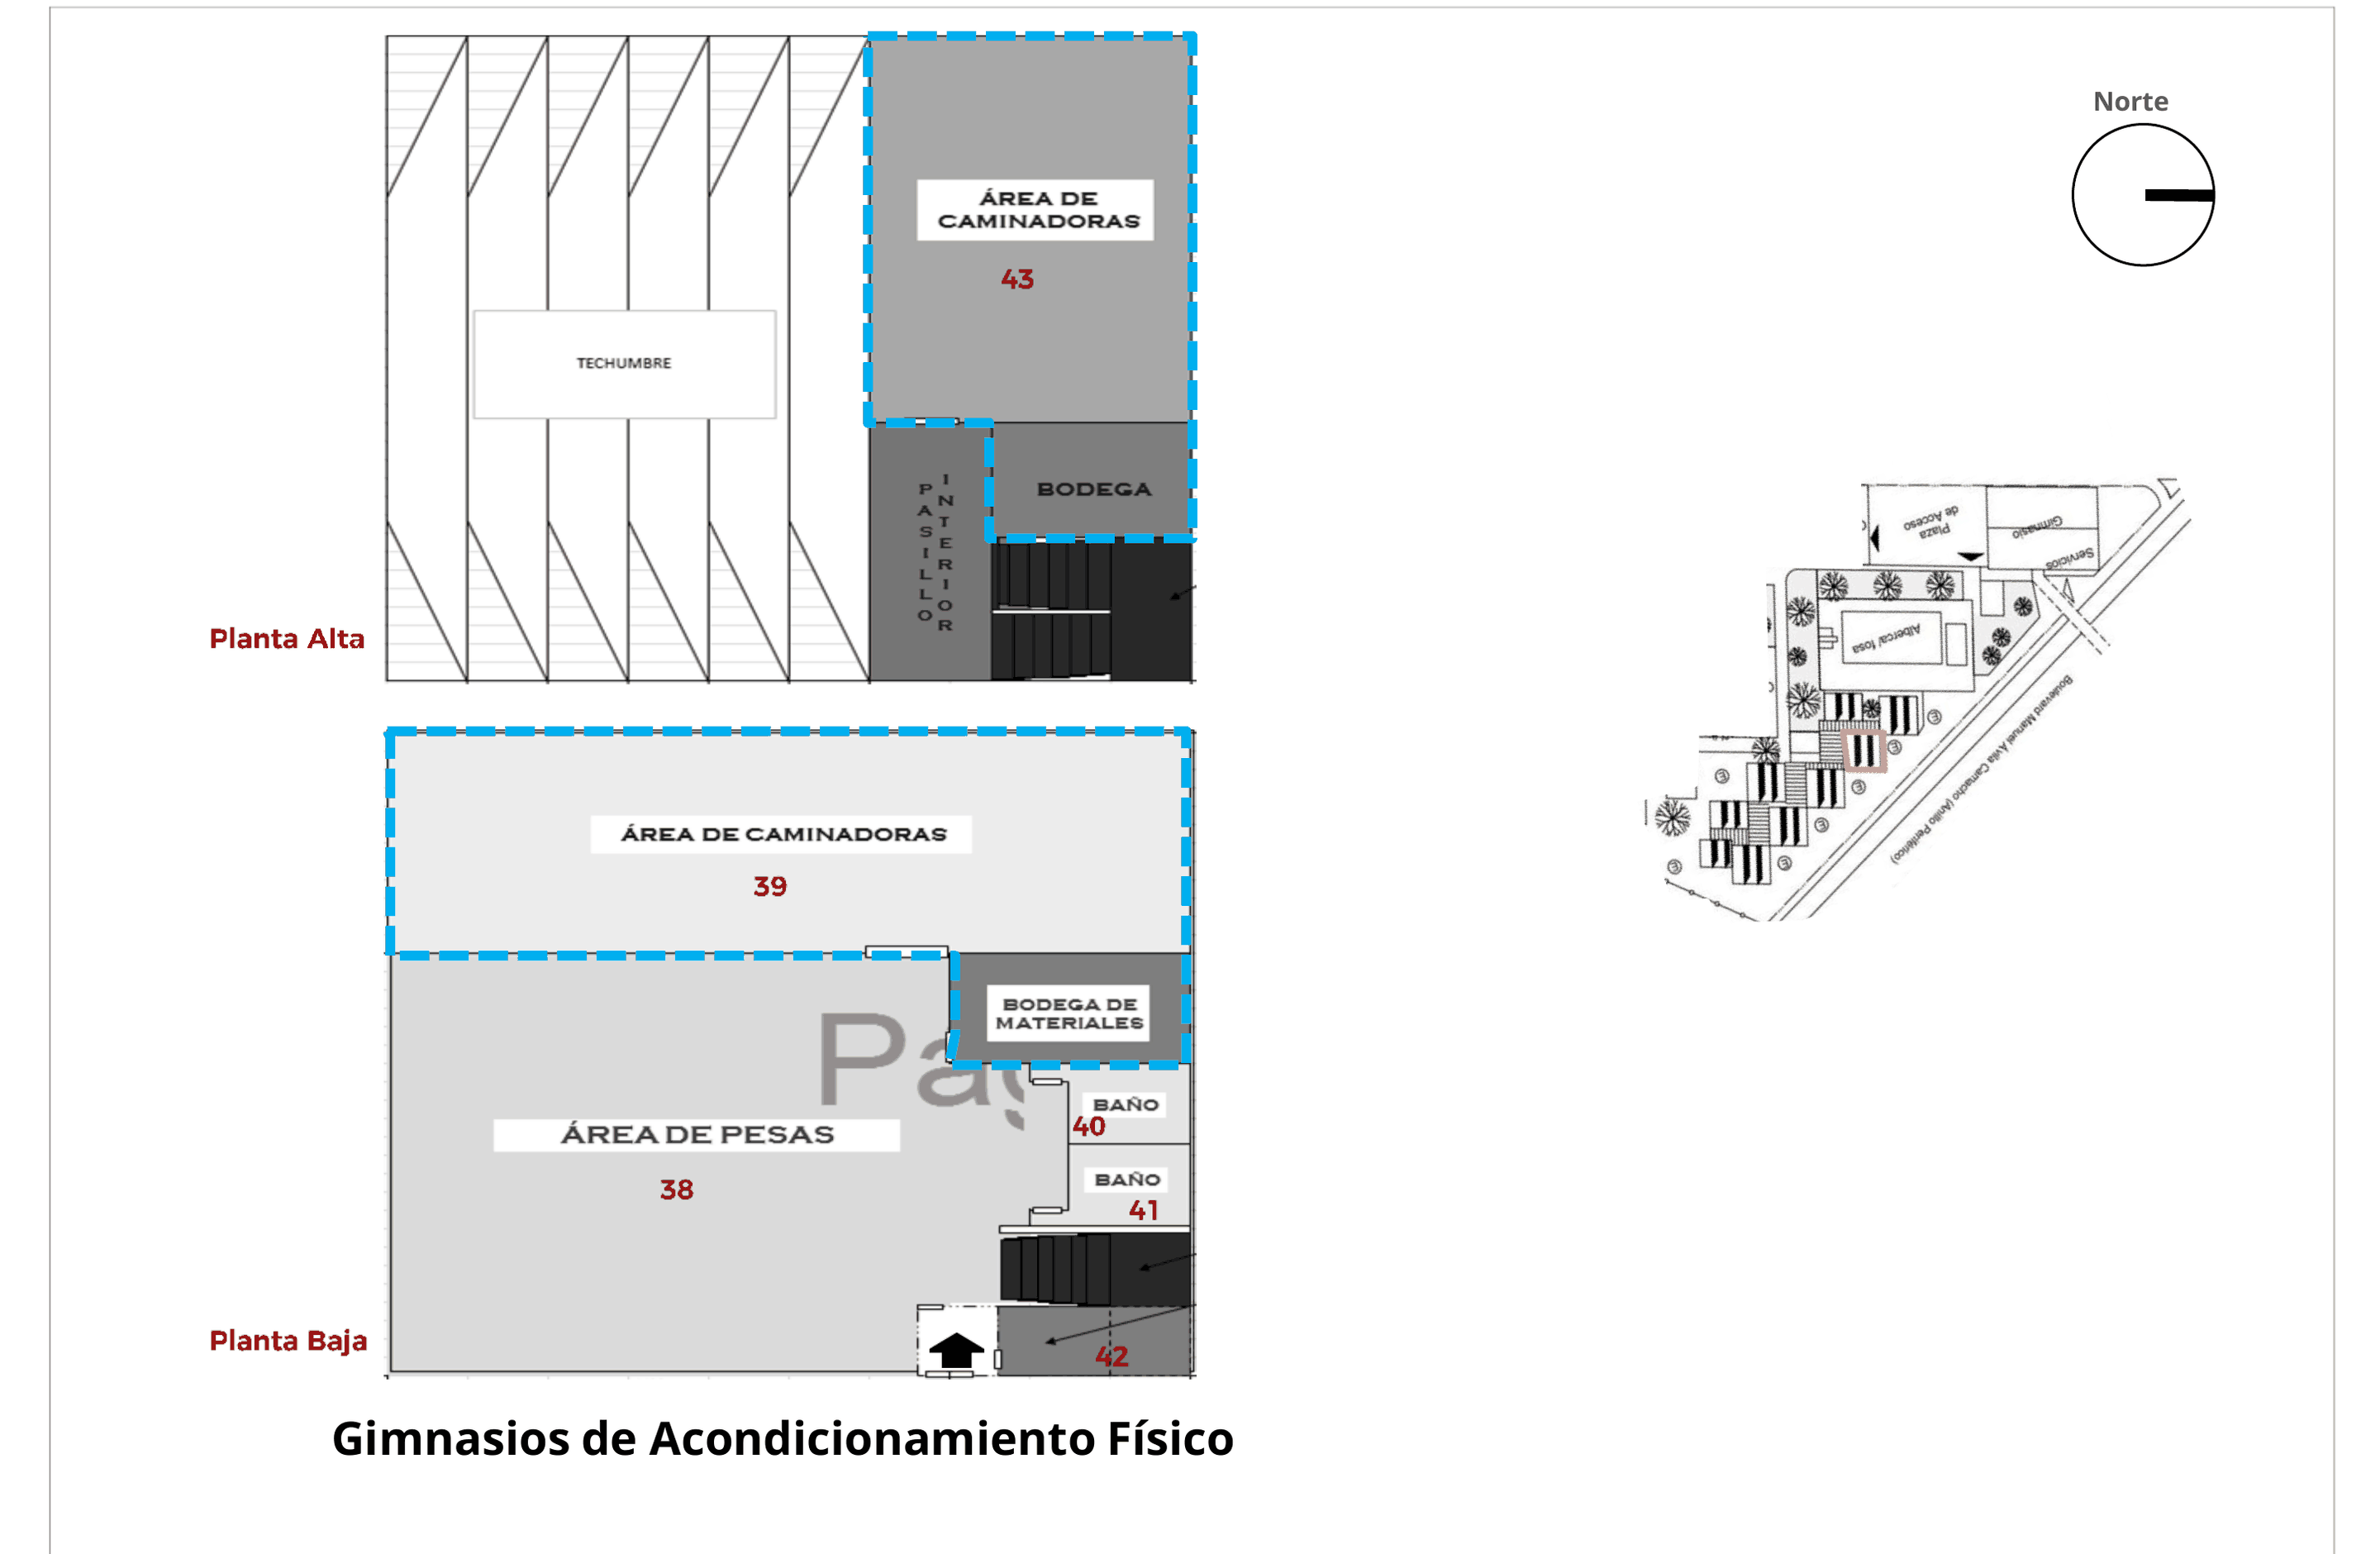 Norte
ÁREA DE
CAMINADORAS
43
TECHUMBRE
PASILLO
INTERIOR
BODEGA
Planta Alta
Plaza
de Acceso
Gimnasio
Servicios
Alberca/ fosa
Boulevard Manuel Ávila Camacho (Anillo Periférico)
ÁREA DE CAMINADORAS
39
BODEGA DE
MATERIALES
Pag
BAÑO
40
ÁREA DE PESAS
38
BAÑO
41
Planta Baja
42
Gimnasios de Acondicionamiento Físico